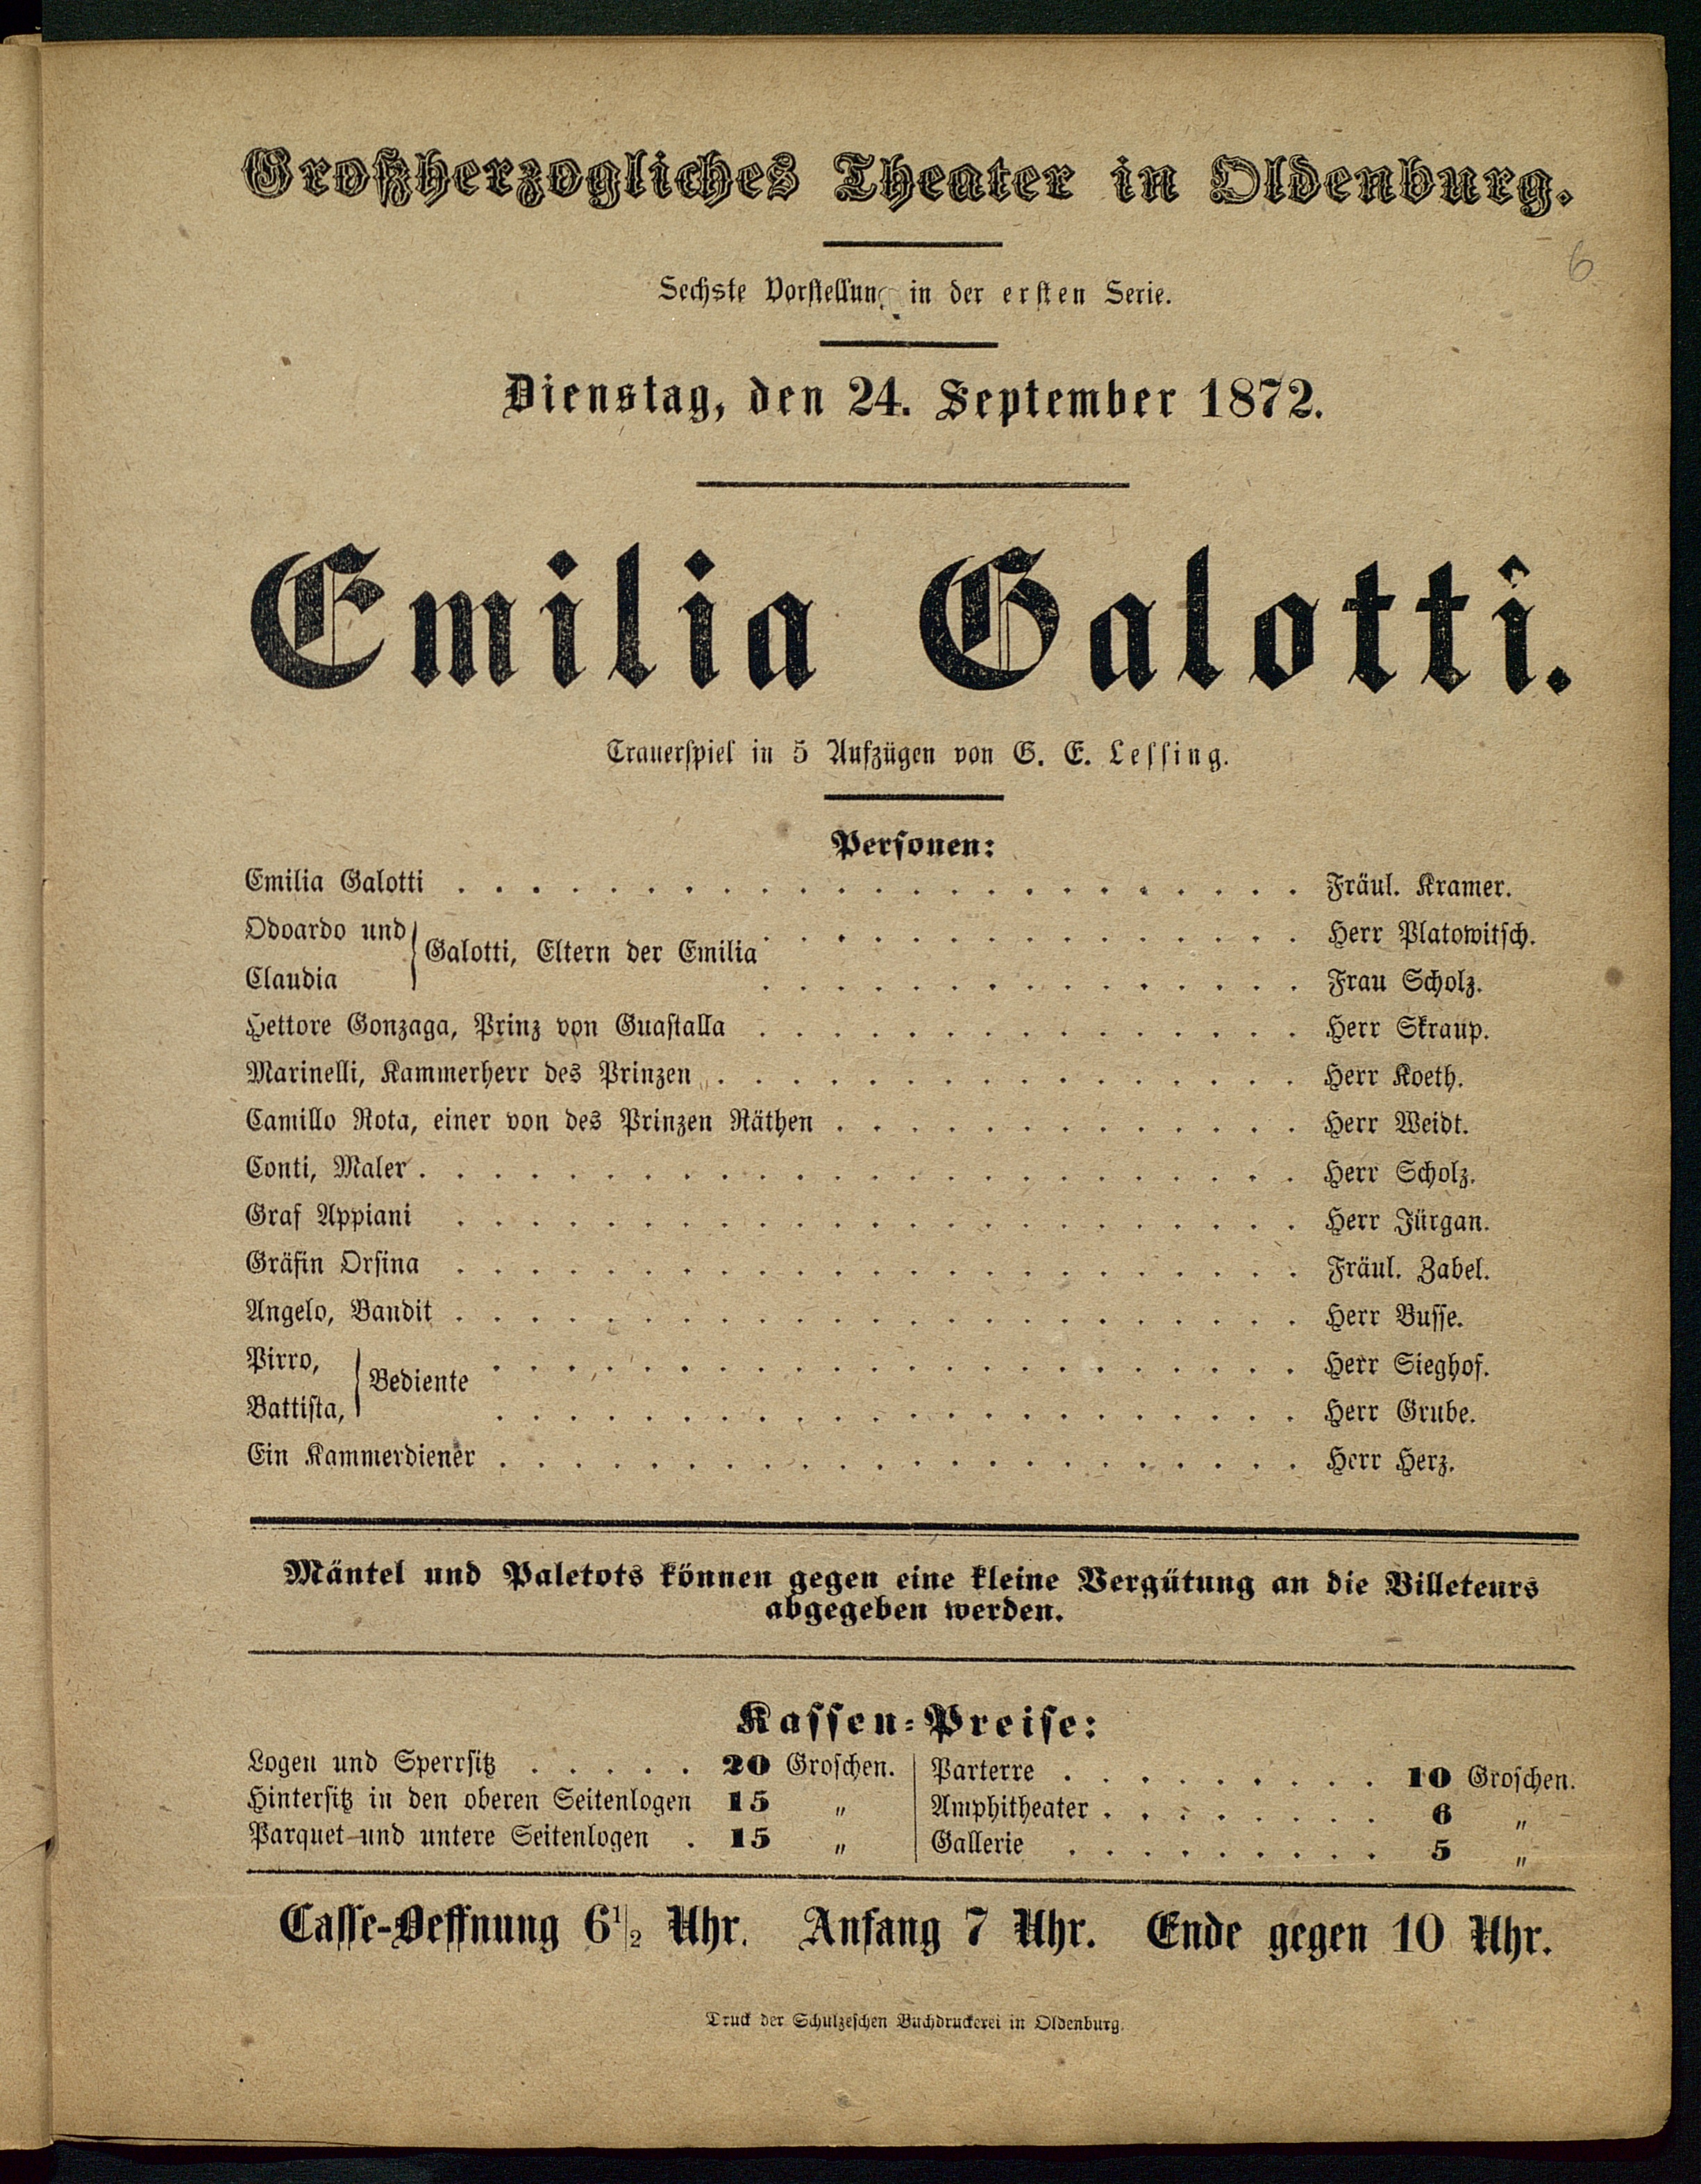 Großherzogliches Theater in Oldenburg.
6
Sechste Vorstellung in der ersten Serie.
Dienstag, den 24. September 1872.
Emilia Galotti.
Trauerspiel in 5 Aufzügen von G. E. Lessing.
Personen:
Emilia Galotti . . . . . . . . . . . . . . . . . . . . . . . Fräul. Kramer.
Odoardo und } Galotti, Eltern der Emilia . . . . . . . . . . . . . . . Herr Platowitsch.
Claudia . . . . . . . . . . . . . . . Frau Scholz.
Hettore Gonzaga, Prinz von Guastalla . . . . . . . . . . . . . . . Herr Skraup.
Marinelli, Kammerherr des Prinzen . . . . . . . . . . . . . . . . Herr Koeth.
Camillo Rota, einer von des Prinzen Räthen . . . . . . . . . . . . . Herr Weidt.
Conti, Maler . . . . . . . . . . . . . . . . . . . . . . . . Herr Scholz.
Graf Appiani . . . . . . . . . . . . . . . . . . . . . . . Herr Jürgan.
Gräfin Orsina . . . . . . . . . . . . . . . . . . . . . . . Fräul. Zabel.
Angelo, Bandit . . . . . . . . . . . . . . . . . . . . . . . Herr Busse.
Pirro, } Bediente . . . . . . . . . . . . . . . . . . . . . . Herr Sieghof.
Battista, . . . . . . . . . . . . . . . . . . . . . . Herr Grube.
Ein Kammerdiener . . . . . . . . . . . . . . . . . . . . . . Herr Herz.
Mäntel und Paletots können gegen eine kleine Vergütung an die Billeteurs
abgegeben werden.
Kassen-Preise:
Logen und Sperrsitz . . . . . 20 Groschen.
Hintersitz in den oberen Seitenlogen 15 "
Parquet und untere Seitenlogen . 15 "
Parterre . . . . . . . . . 10 Groschen.
Amphitheater . . . . . . . . 6 "
Gallerie . . . . . . . . . 5 "
Casse-Oeffnung 6 1/2 Uhr. Anfang 7 Uhr. Ende gegen 10 Uhr.
Druck der Schulzeschen Buchdruckerei in Oldenburg.